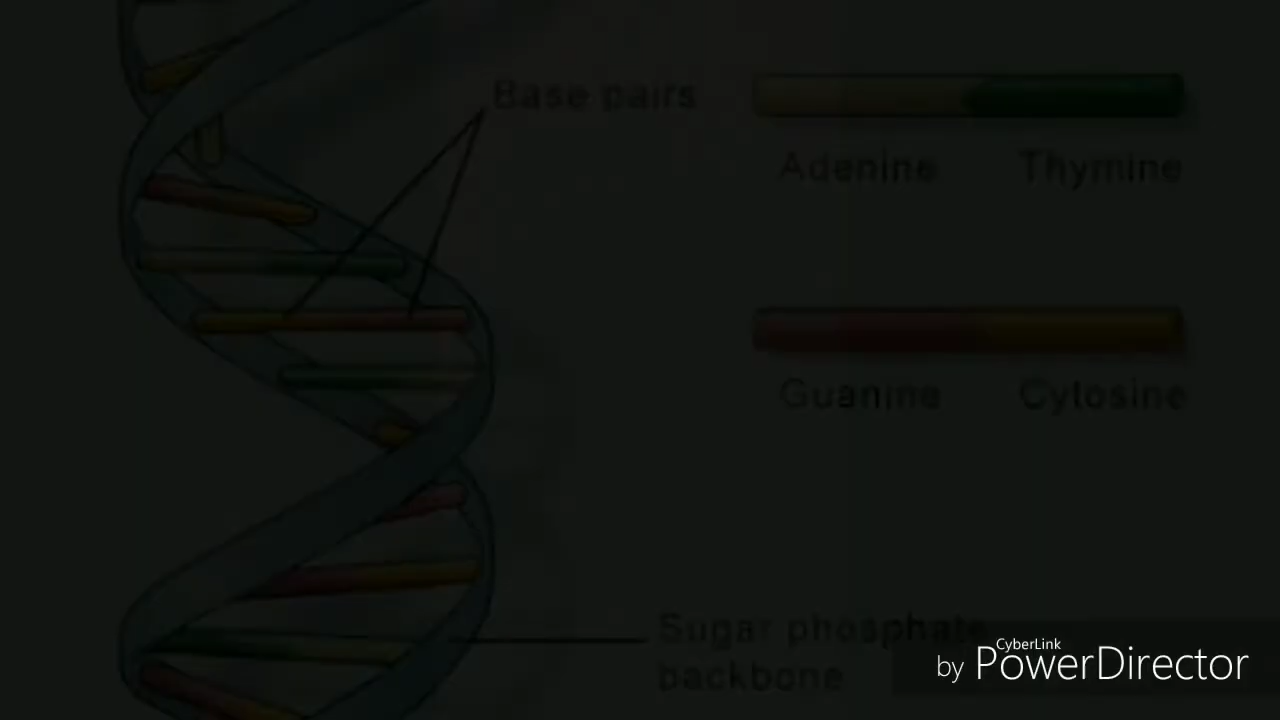 Base pairs
Adenine Thymine
Guanine Cytosine
Sugar phosphate
backbone
CyberLink
by PowerDirector